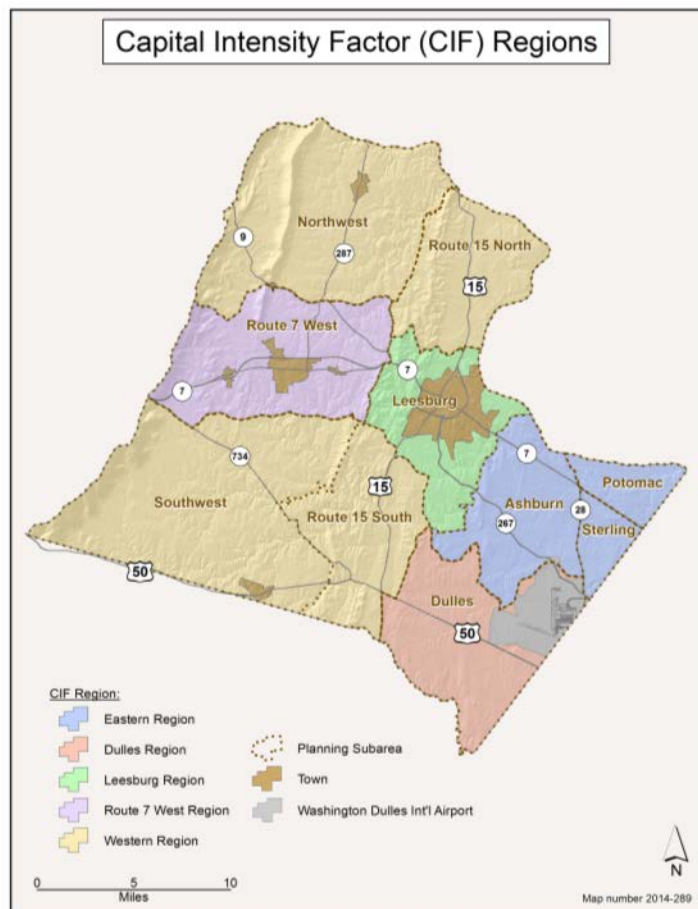 Capital Intensity Factor (CIF) Regions
Northwest
9
287
Route 15 North
15
Route 7 West
7
7
Leesburg
734
7
Potomac
15
Southwest
Ashburn
28
Route 15 South
267
Sterling
50
Dulles
50
CIF Region:
Eastern Region
Dulles Region
Planning Subarea
Leesburg Region
Town
Route 7 West Region
Washington Dulles Int'l Airport
Western Region
0 5 10
Miles
N
Map number 2014-289